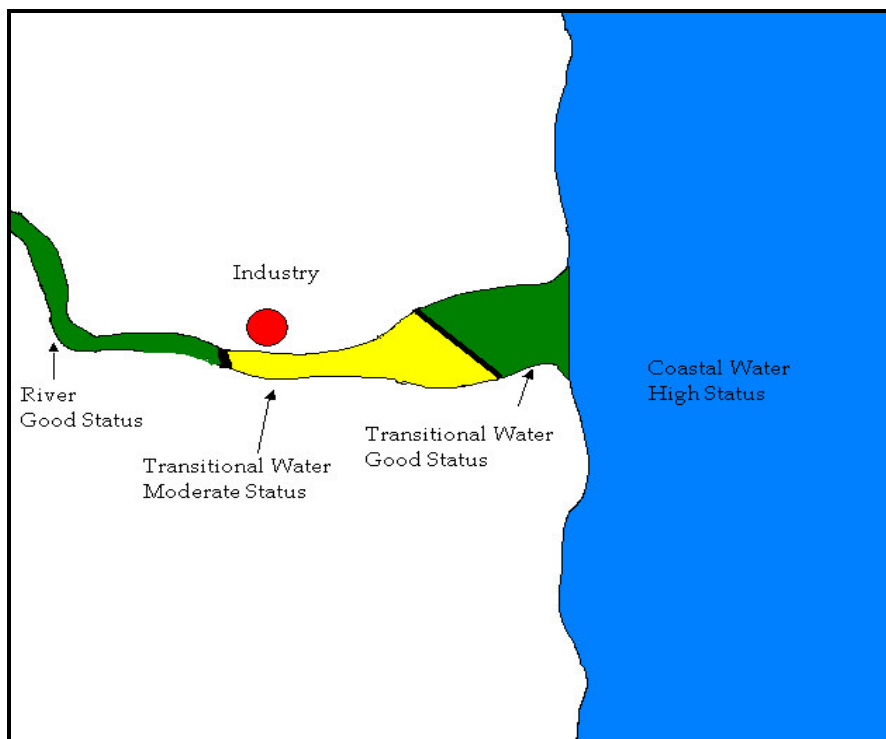 Industry
River
Good Status
Transitional Water
Moderate Status
Transitional Water
Good Status
Coastal Water
High Status